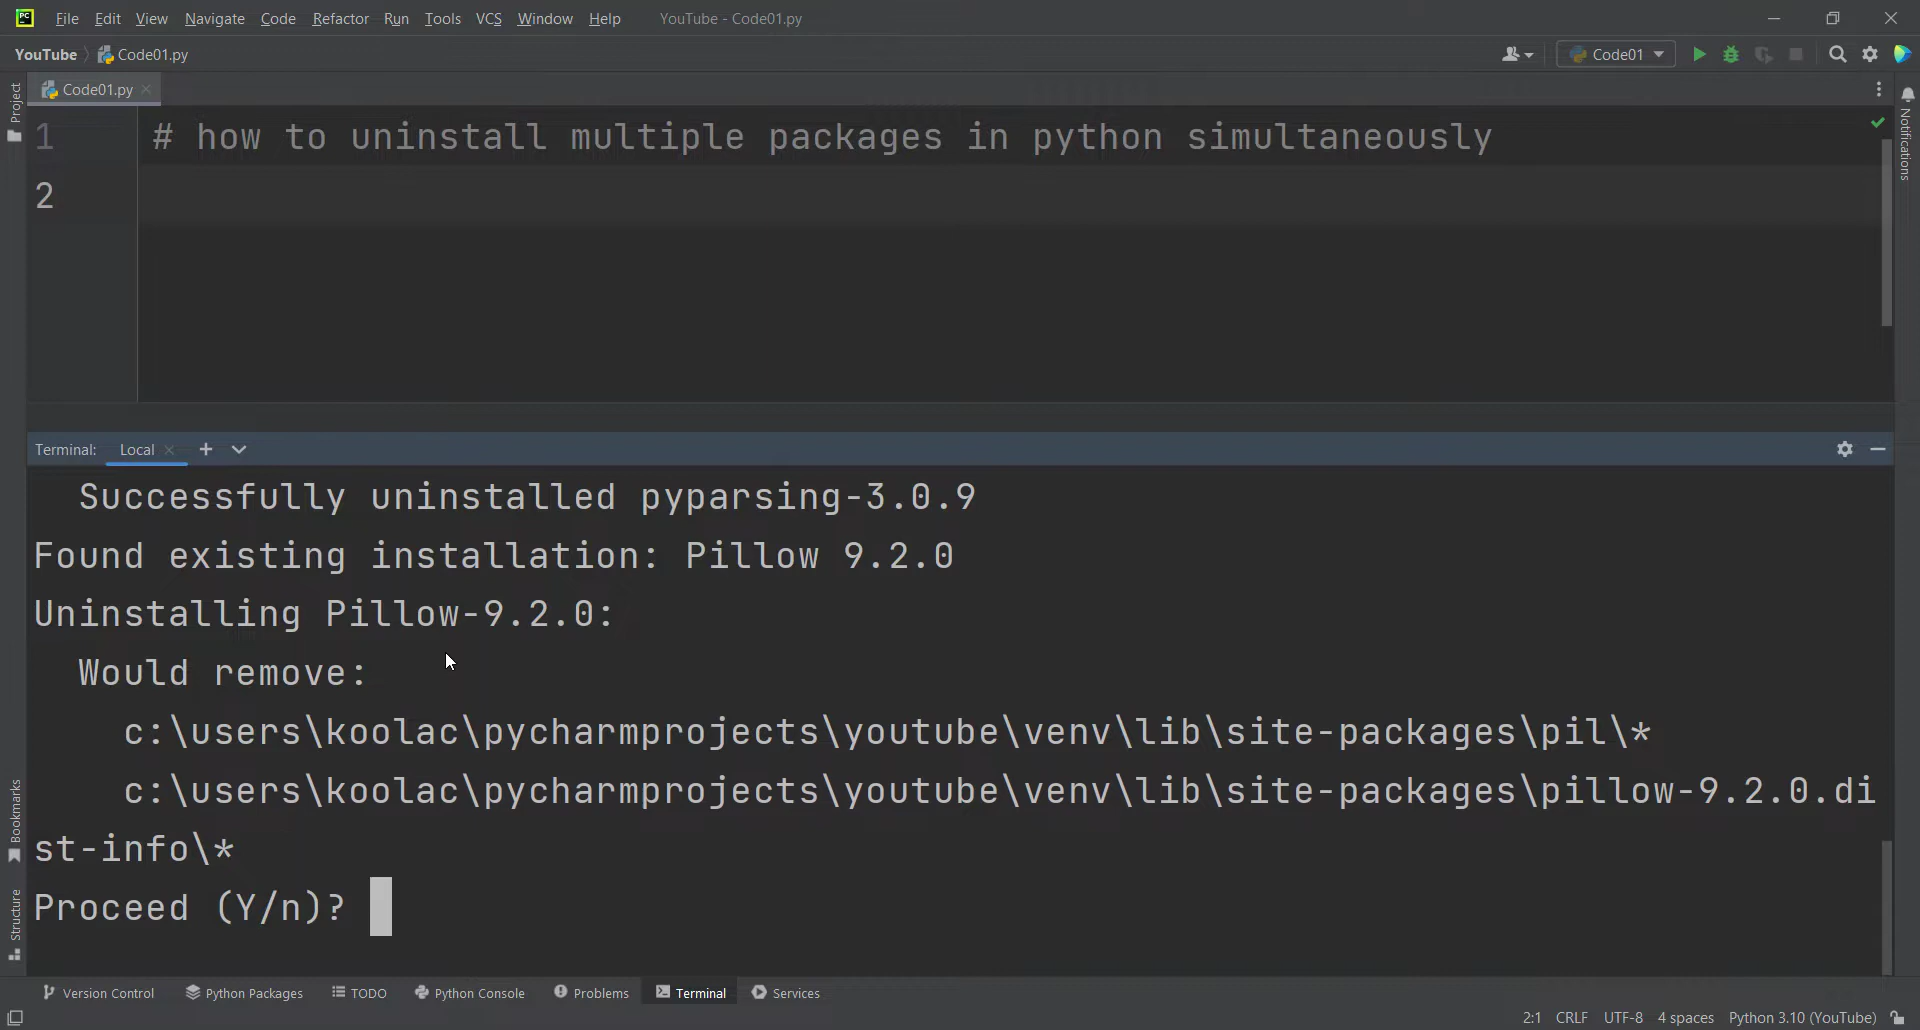 PC File Edit View Navigate Code Refactor Run Tools VCS Window Help YouTube - Code01.py
YouTube Code01.py Code01
Project
Code01.py
Notifications
1 # how to uninstall multiple packages in python simultaneously
2
Terminal: Local
Successfully uninstalled pyparsing-3.0.9
Found existing installation: Pillow 9.2.0
Uninstalling Pillow-9.2.0:
Would remove:
c:\users\koolac\pycharmprojects\youtube\venv\lib\site-packages\pil\*
c:\users\koolac\pycharmprojects\youtube\venv\lib\site-packages\pillow-9.2.0.di
st-info\*
Proceed (Y/n)?
Bookmarks
Structure
Version Control Python Packages TODO Python Console Problems Terminal Services
2:1 CRLF UTF-8 4 spaces Python 3.10 (YouTube)